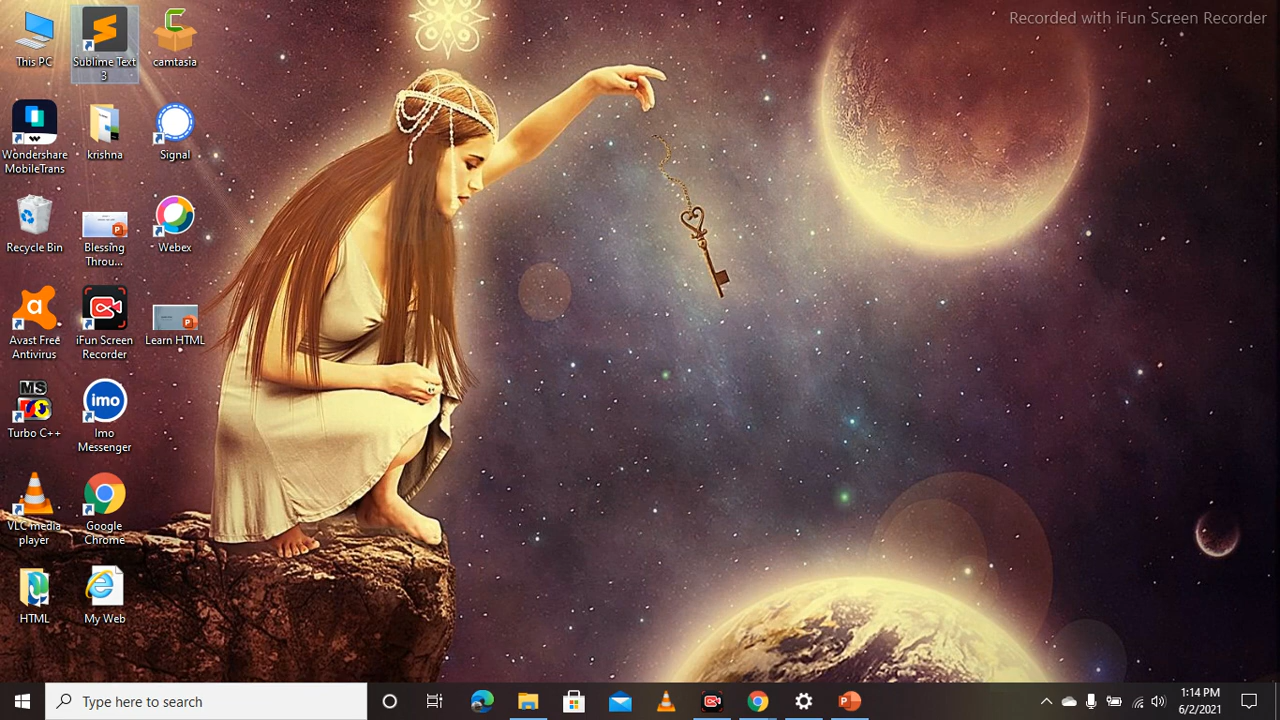 Recorded with iFun Screen Recorder
This PC
Sublime Text
3
camtasia
Wondershare
MobileTrans
krishna
Signal
Recycle Bin
Blessing
Throu...
Webex
Avast Free
Antivirus
iFun Screen
Recorder
Learn HTML
MS
Turbo C++
imo
Imo
Messenger
VLC media
player
Google
Chrome
HTML
My Web
Type here to search
1:14 PM
6/2/2021